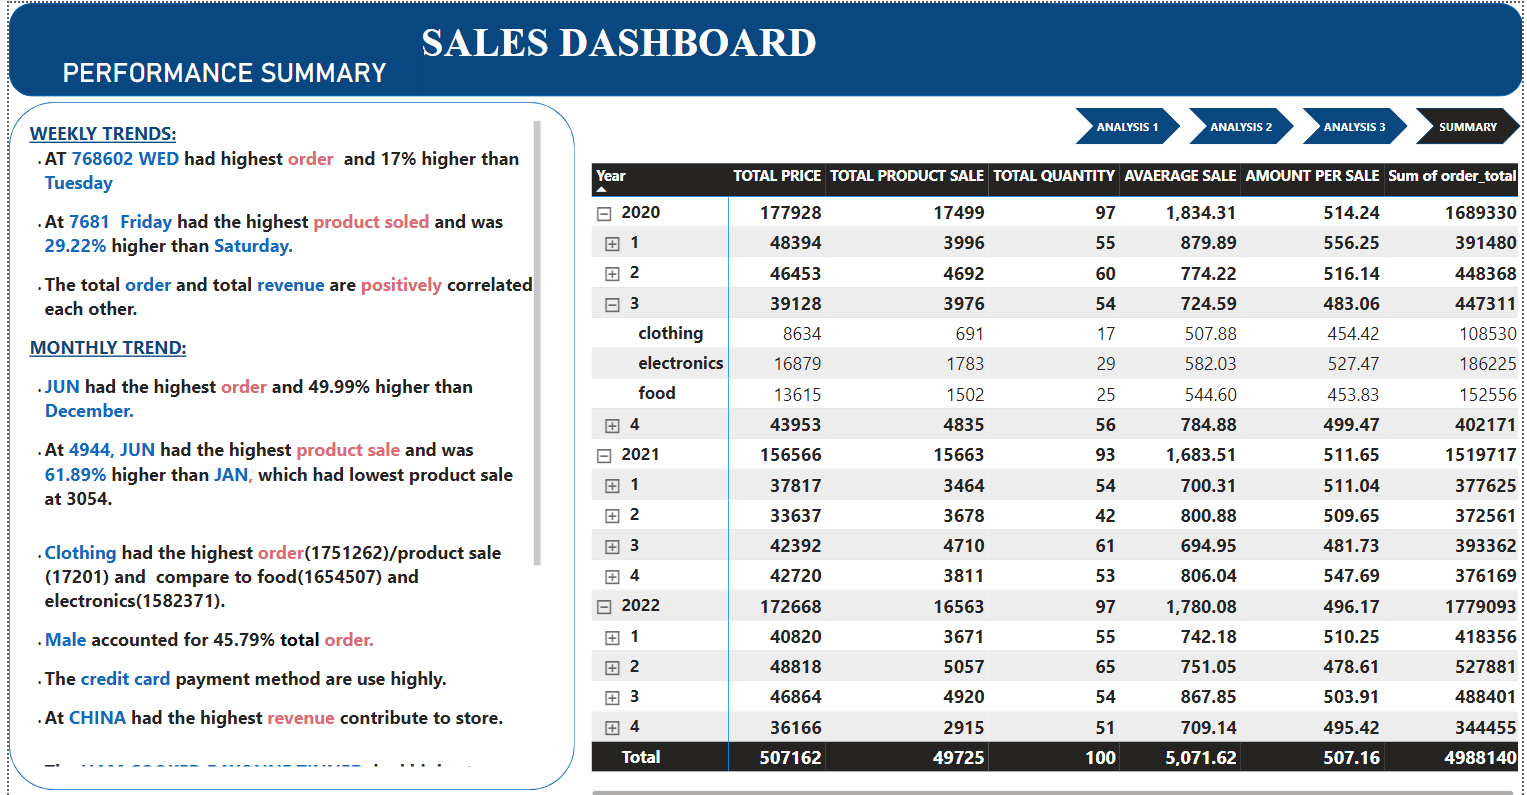 SALES DASHBOARD
PERFORMANCE SUMMARY
WEEKLY TRENDS:
. AT 768602 WED had highest order and 17% higher than
Tuesday
. At 7681 Friday had the highest product soled and was
29.22% higher than Saturday.
. The total order and total revenue are positively correlated
each other.
MONTHLY TREND:
. JUN had the highest order and 49.99% higher than
December.
. At 4944, JUN had the highest product sale and was
61.89% higher than JAN, which had lowest product sale
at 3054.
. Clothing had the highest order(1751262)/product sale
(17201) and compare to food(1654507) and
electronics(1582371).
. Male accounted for 45.79% total order.
. The credit card payment method are use highly.
. At CHINA had the highest revenue contribute to store.
ANALYSIS 1 ANALYSIS 2 ANALYSIS 3 SUMMARY
Year TOTAL PRICE TOTAL PRODUCT SALE TOTAL QUANTITY AVAERAGE SALE AMOUNT PER SALE Sum of order_total
2020 177928 17499 97 1,834.31 514.24 1689330
1 48394 3996 55 879.89 556.25 391480
2 46453 4692 60 774.22 516.14 448368
3 39128 3976 54 724.59 483.06 447311
clothing 8634 691 17 507.88 454.42 108530
electronics 16879 1783 29 582.03 527.47 186225
food 13615 1502 25 544.60 453.83 152556
4 43953 4835 56 784.88 499.47 402171
2021 156566 15663 93 1,683.51 511.65 1519717
1 37817 3464 54 700.31 511.04 377625
2 33637 3678 42 800.88 509.65 372561
3 42392 4710 61 694.95 481.73 393362
4 42720 3811 53 806.04 547.69 376169
2022 172668 16563 97 1,780.08 496.17 1779093
1 40820 3671 55 742.18 510.25 418356
2 48818 5057 65 751.05 478.61 527881
3 46864 4920 54 867.85 503.91 488401
4 36166 2915 51 709.14 495.42 344455
Total 507162 49725 100 5,071.62 507.16 4988140